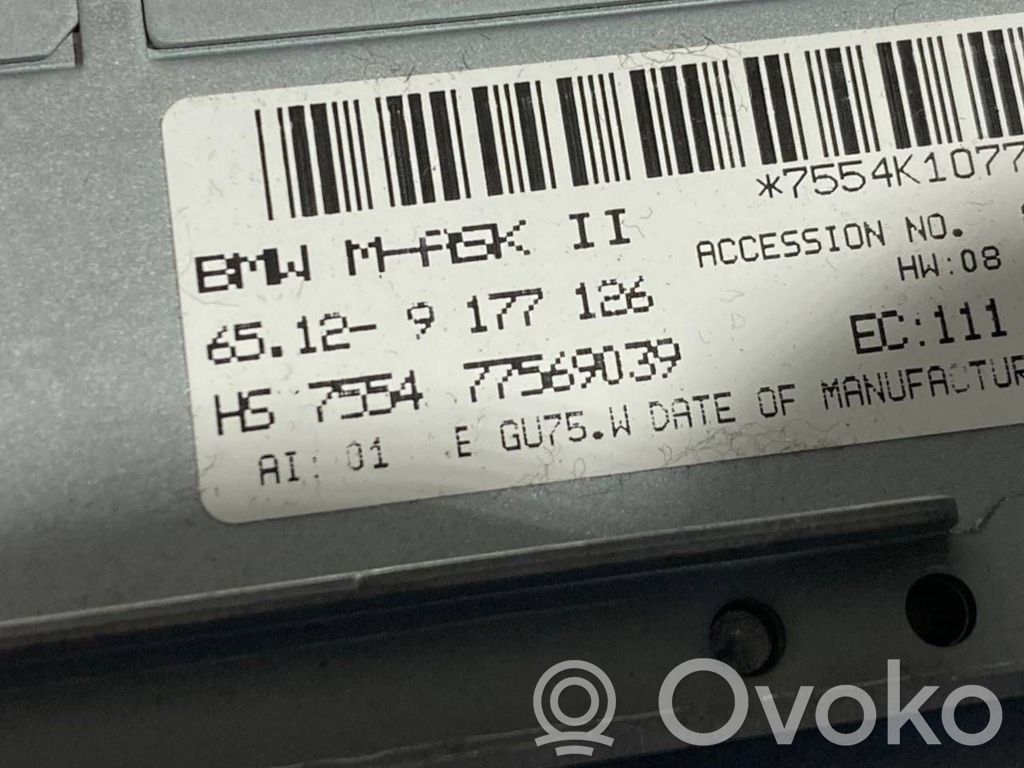 *7554K1077
BMW M-ASK II
ACCESSION NO.
HW:08
65.12- 9 177 126
EC:111
HS 7554 77569039
AI: 01 E GU75.W DATE OF MANUFACTUR
Ovoko